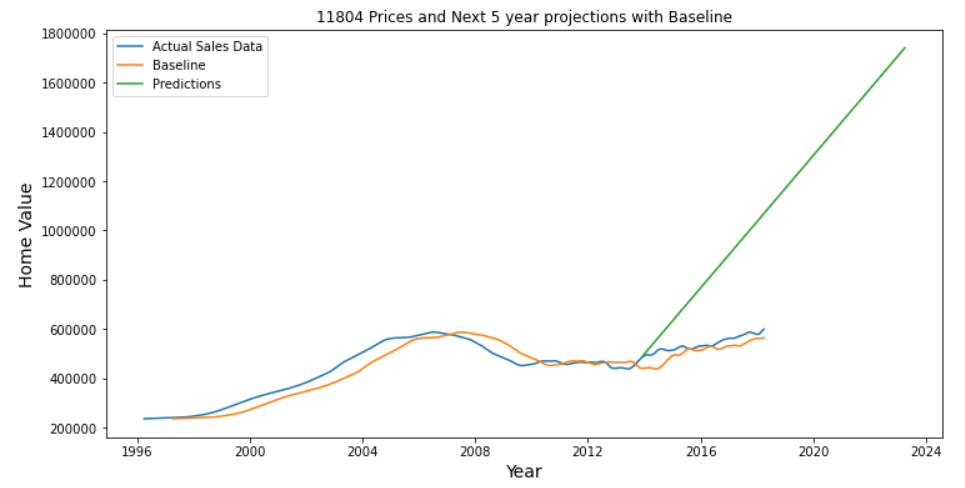 11804 Prices and Next 5 year projections with Baseline
Actual Sales Data
Baseline
Predictions
Home Value
1800000
1600000
1400000
1200000
1000000
800000
600000
400000
200000
1996 2000 2004 2008 2012 2016 2020 2024
Year